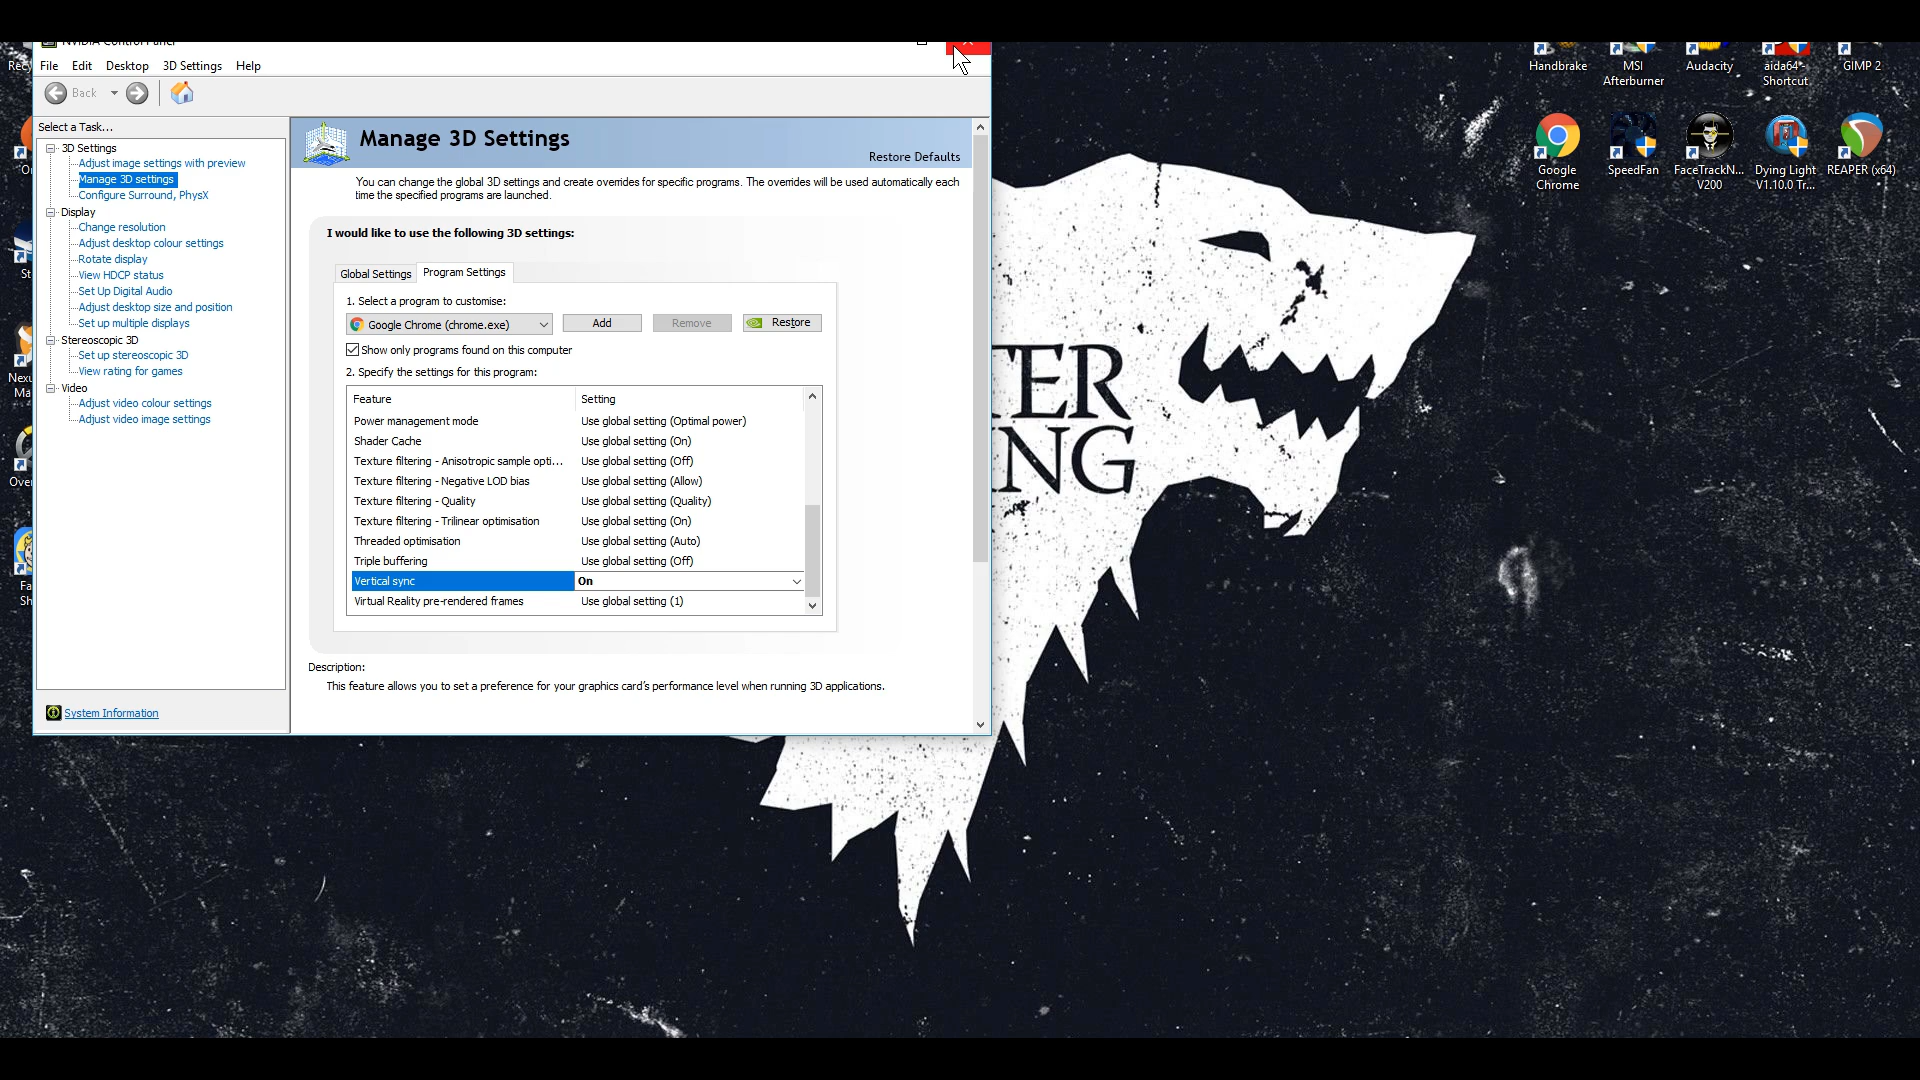 NVIDIA Control Panel
File Edit Desktop 3D Settings Help
Back
Select a Task...
3D Settings
Adjust image settings with preview
Manage 3D settings
Configure Surround, PhysX
Display
Change resolution
Adjust desktop colour settings
Rotate display
View HDCP status
Set Up Digital Audio
Adjust desktop size and position
Set up multiple displays
Stereoscopic 3D
Set up stereoscopic 3D
View rating for games
Video
Adjust video colour settings
Adjust video image settings
System Information
Manage 3D Settings
Restore Defaults
You can change the global 3D settings and create overrides for specific programs. The overrides will be used automatically each
time the specified programs are launched.
I would like to use the following 3D settings:
Global Settings Program Settings
1. Select a program to customise:
Google Chrome (chrome.exe) Add Remove Restore
Show only programs found on this computer
2. Specify the settings for this program:
Feature Setting
Power management mode Use global setting (Optimal power)
Shader Cache Use global setting (On)
Texture filtering - Anisotropic sample opti... Use global setting (Off)
Texture filtering - Negative LOD bias Use global setting (Allow)
Texture filtering - Quality Use global setting (Quality)
Texture filtering - Trilinear optimisation Use global setting (On)
Threaded optimisation Use global setting (Auto)
Triple buffering Use global setting (Off)
Vertical sync On
Virtual Reality pre-rendered frames Use global setting (1)
Description:
This feature allows you to set a preference for your graphics card's performance level when running 3D applications.
TER
NG
Handbrake
MSI
Afterburner
Audacity
aida64 -
Shortcut
GIMP 2
Google
Chrome
SpeedFan
FaceTrackN...
V200
Dying Light
V1.10.0 Tr...
REAPER (x64)
Rec
St
Nexu
Ma
Over
Fa
Sh